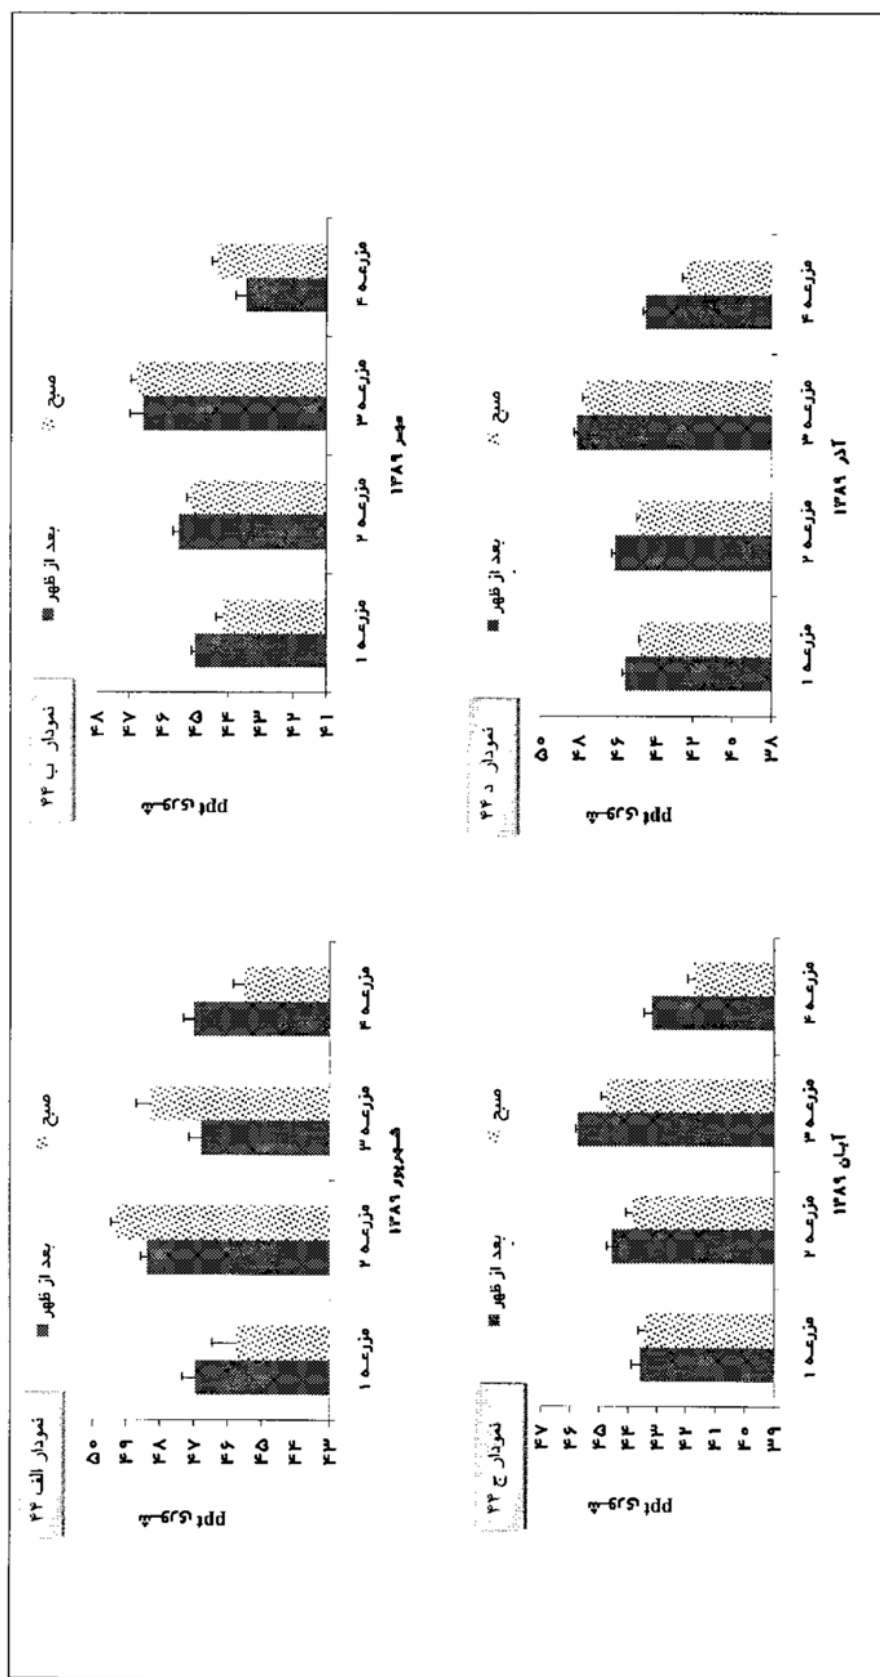 نمودار الف ۴۴
■ بعد از ظهر صبح
شوری ppt
۵۰
۴۹
۴۸
۴۷
۴۶
۴۵
۴۴
۴۳
مزرعه ۱ مزرعه ۲ مزرعه ۳ مزرعه ۴
شهریور ۱۳۸۹
نمودار ب ۴۴
■ بعد از ظهر صبح
شوری ppt
۴۸
۴۷
۴۶
۴۵
۴۴
۴۳
۴۲
۴۱
مزرعه ۱ مزرعه ۲ مزرعه ۳ مزرعه ۴
مهر ۱۳۸۹
نمودار ج ۴۴
■ بعد از ظهر صبح
شوری ppt
۴۷
۴۶
۴۵
۴۴
۴۳
۴۲
۴۱
۴۰
۳۹
مزرعه ۱ مزرعه ۲ مزرعه ۳ مزرعه ۴
آبان ۱۳۸۹
نمودار د ۴۴
■ بعد از ظهر صبح
شوری ppt
۵۰
۴۸
۴۶
۴۴
۴۲
۴۰
۳۸
مزرعه ۱ مزرعه ۲ مزرعه ۳ مزرعه ۴
آذر ۱۳۸۹